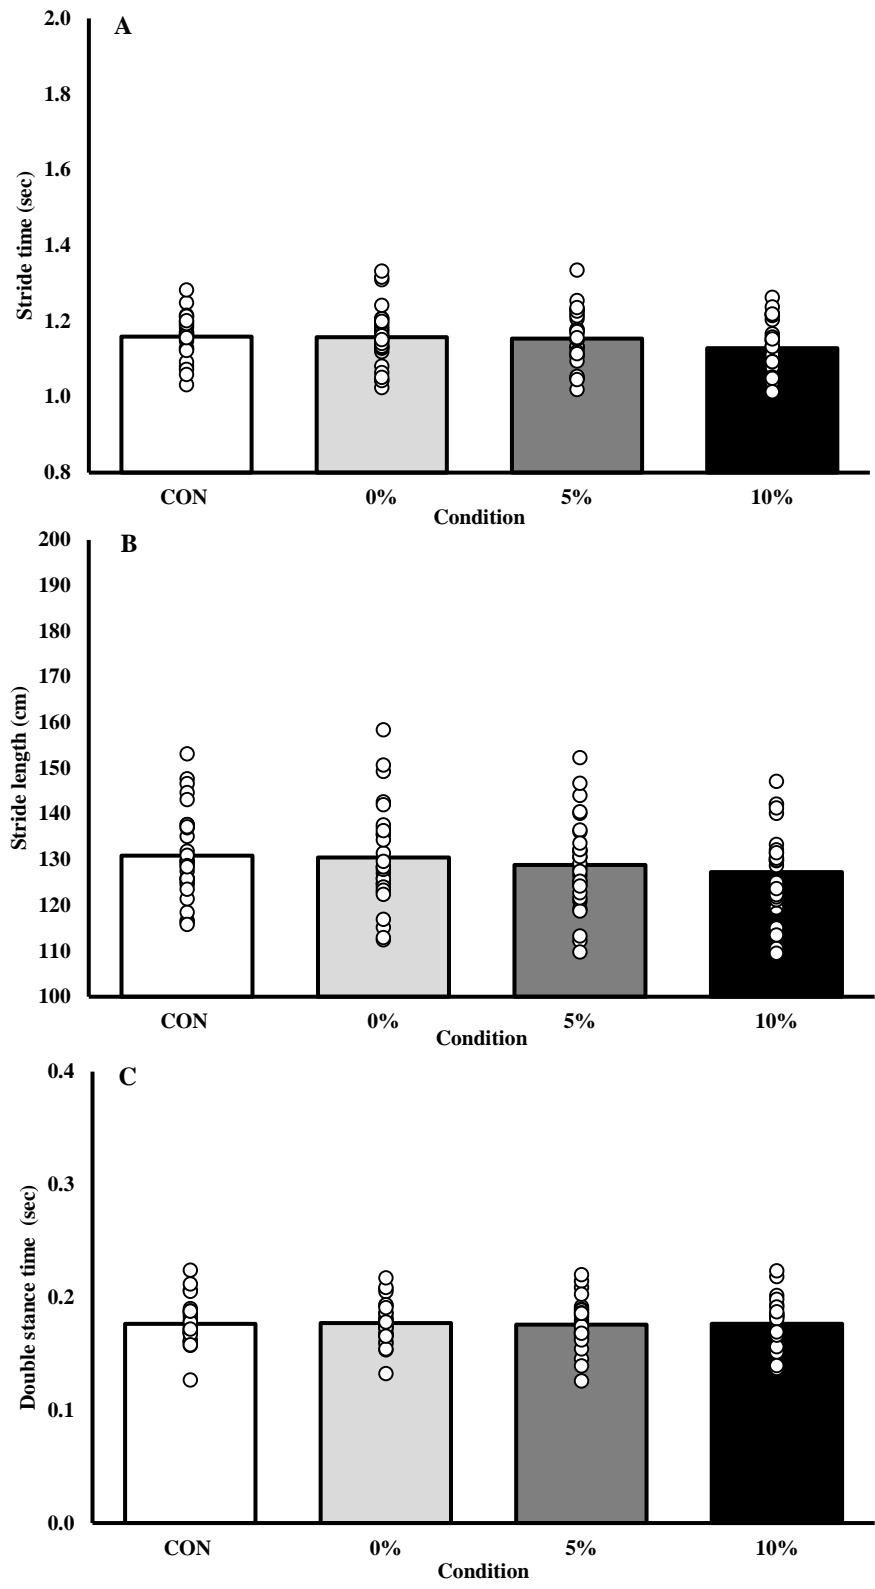 A
2.0
1.8
1.6
1.4
1.2
1.0
0.8
Stride time (sec)
CON 0% 5% 10%
Condition
B
200
190
180
170
160
150
140
130
120
110
100
Stride length (cm)
CON 0% 5% 10%
Condition
C
0.4
0.3
0.2
0.1
0.0
Double stance time (sec)
CON 0% 5% 10%
Condition